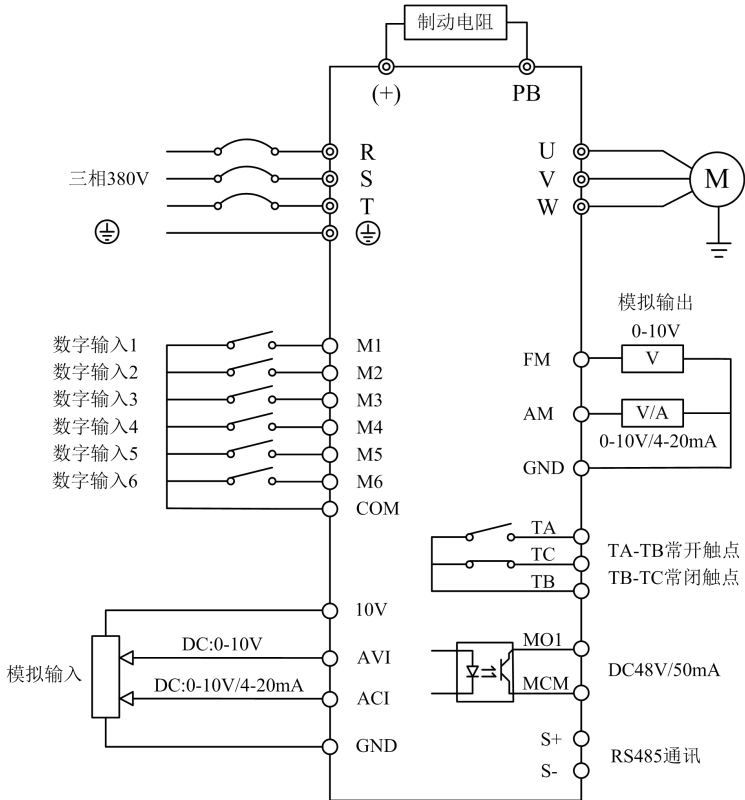 制动电阻
(+)
PB
三相380V
R
S
T
U
V
W
M
数字输入1
数字输入2
数字输入3
数字输入4
数字输入5
数字输入6
M1
M2
M3
M4
M5
M6
COM
模拟输出
0-10V
FM
V
AM
V/A
0-10V/4-20mA
GND
TA
TC
TB
TA-TB常开触点
TB-TC常闭触点
模拟输入
10V
DC:0-10V
AVI
DC:0-10V/4-20mA
ACI
GND
MO1
MCM
DC48V/50mA
S+
S-
RS485通讯